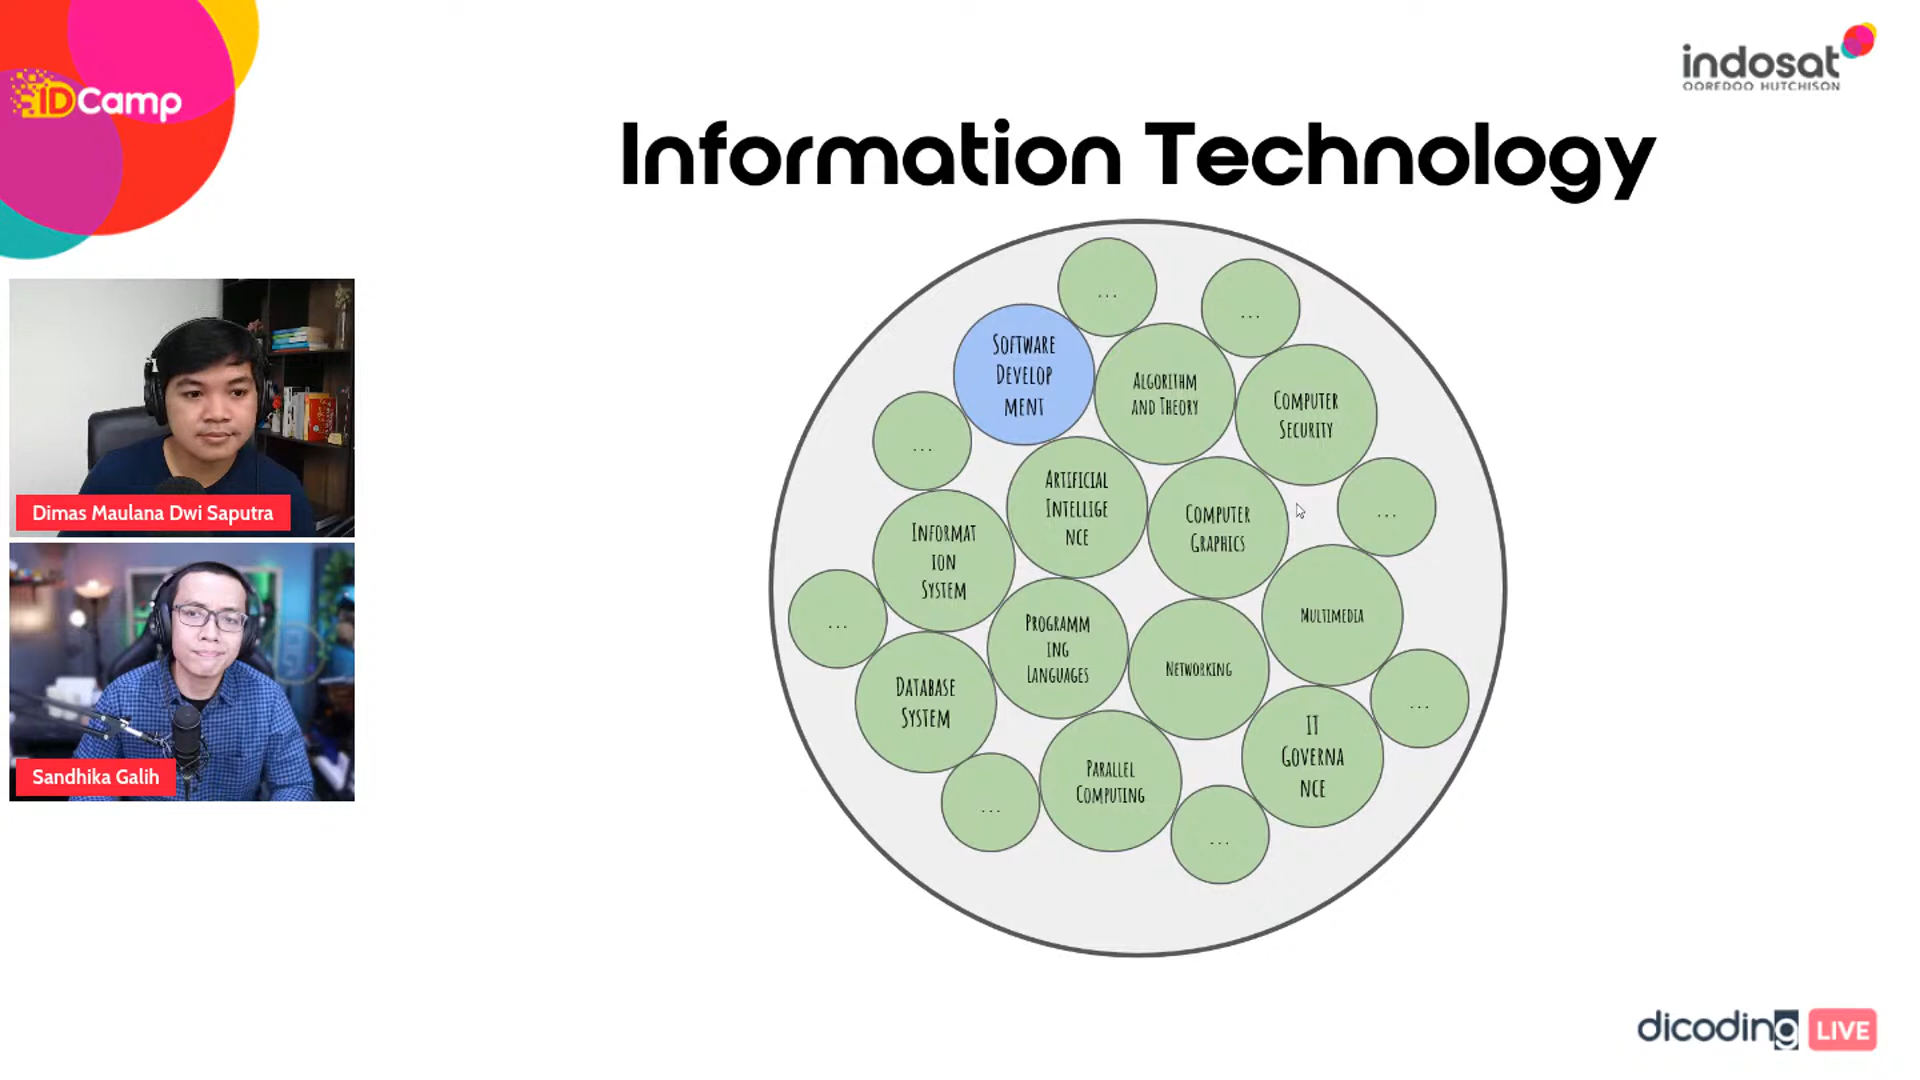 IDCamp
indosat
OOREDOO HUTCHISON
Information Technology
...
...
SOFTWARE
DEVELOP
MENT
ALGORITHM
AND THEORY
COMPUTER
SECURITY
...
ARTIFICIAL
INTELLIGE
NCE
COMPUTER
GRAPHICS
...
INFORMAT
ION
SYSTEM
...
PROGRAMM
ING
LANGUAGES
NETWORKING
MULTIMEDIA
DATABASE
SYSTEM
...
IT
GOVERNA
NCE
PARALLEL
COMPUTING
...
...
Dimas Maulana Dwi Saputra
Sandhika Galih
dicoding LIVE